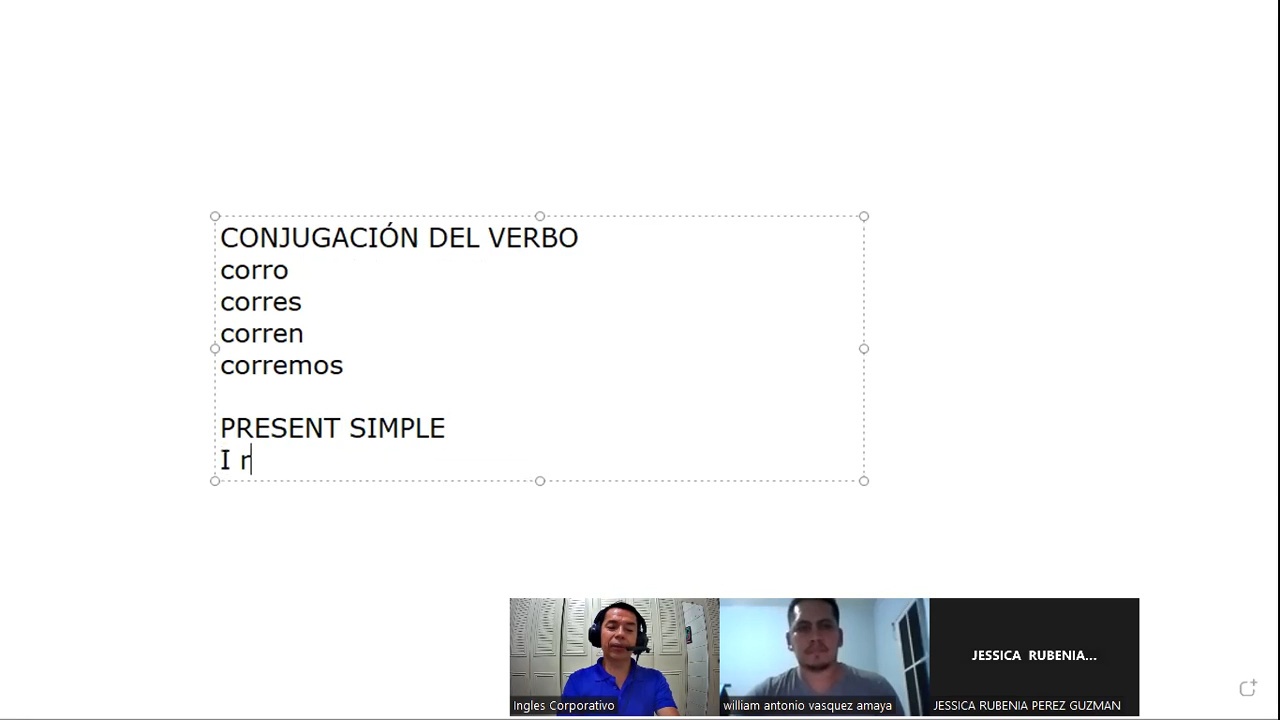 CONJUGACIÓN DEL VERBO
corro
corres
corren
corremos
PRESENT SIMPLE
I r
JESSICA RUBENIA...
Ingles Corporativo
william antonio vasquez amaya
JESSICA RUBENIA PEREZ GUZMAN